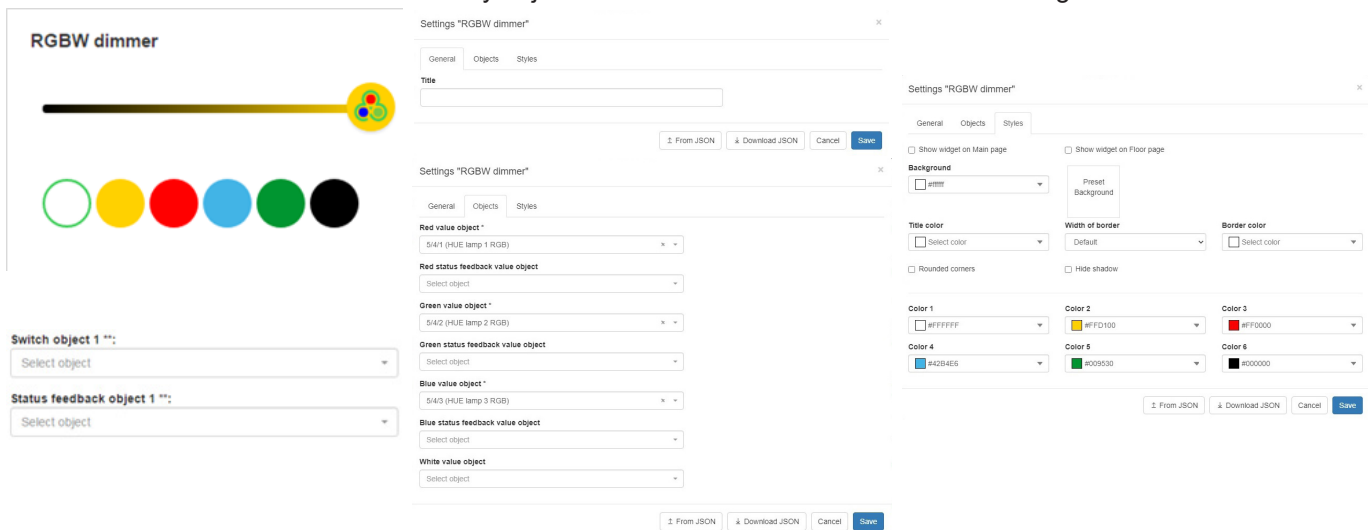 RGBW dimmer
Switch object 1 **:
Select object
Status feedback object 1 **:
Select object
Settings "RGBW dimmer" ×
General Objects Styles
Title
From JSON Download JSON Cancel Save
Settings "RGBW dimmer" ×
General Objects Styles
Red value object *
5/4/1 (HUE lamp 1 RGB) ×
Red status feedback value object
Select object
Green value object *
5/4/2 (HUE lamp 2 RGB) ×
Green status feedback value object
Select object
Blue value object *
5/4/3 (HUE lamp 3 RGB) ×
Blue status feedback value object
Select object
White value object
Select object
From JSON Download JSON Cancel Save
Settings "RGBW dimmer" ×
General Objects Styles
Show widget on Main page Show widget on Floor page
Background
#ffffff
Preset
Background
Title color Width of border Border color
Select color Default Select color
Rounded corners Hide shadow
Color 1 Color 2 Color 3
#FFFFFF #FFD100 #FF0000
Color 4 Color 5 Color 6
#42B4E6 #009530 #000000
From JSON Download JSON Cancel Save